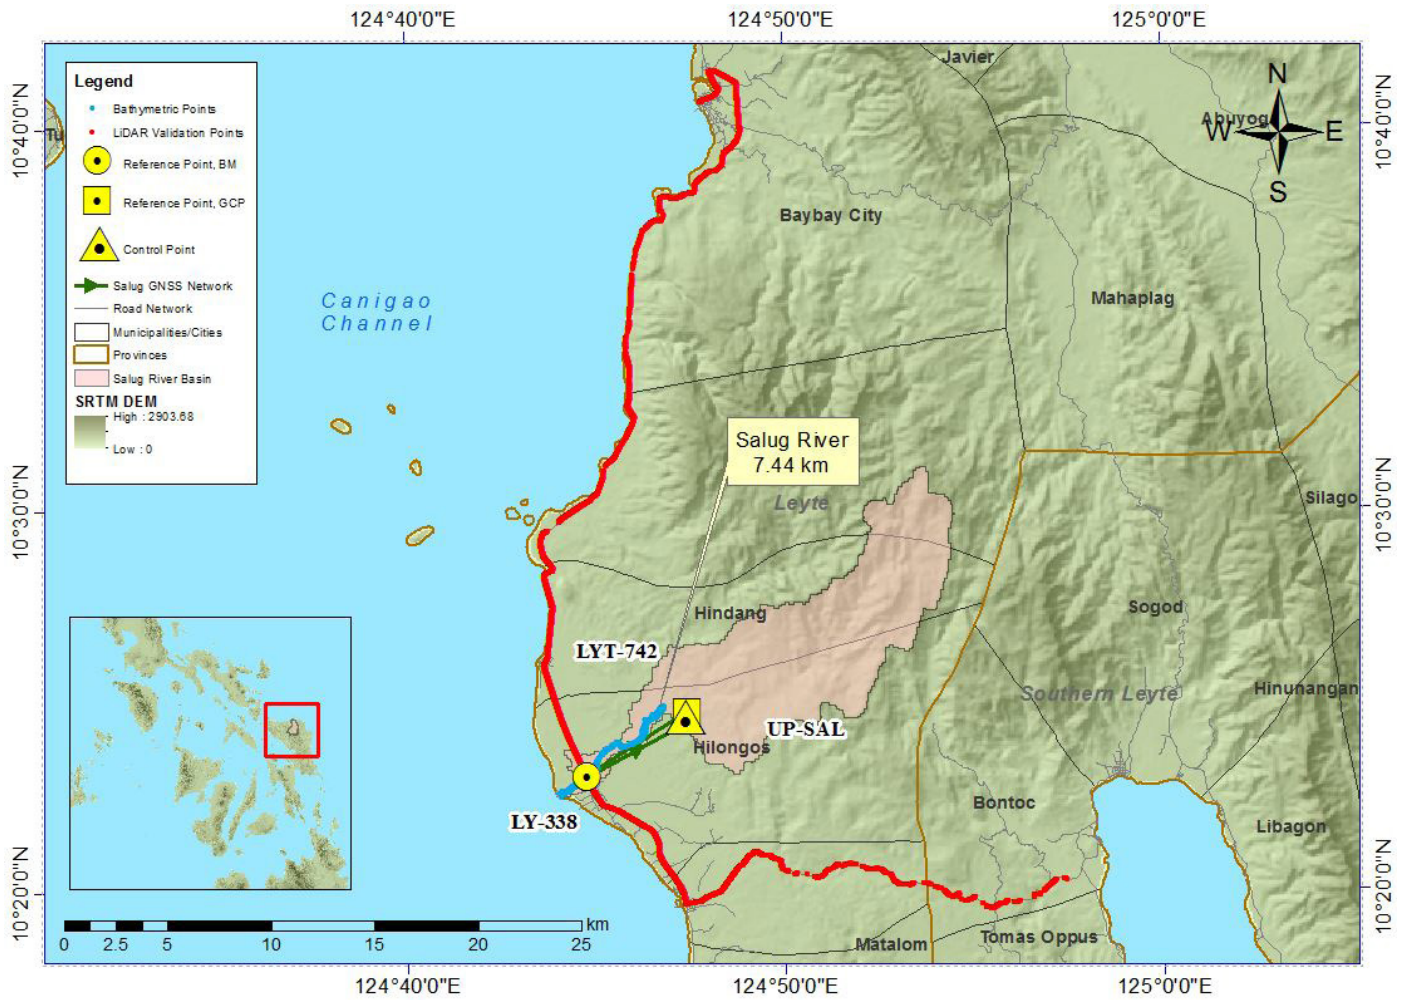 124°40'0"E 124°50'0"E 125°0'0"E
10°40'0"N
10°30'0"N
10°20'0"N
Legend
Bathymetric Points
LiDAR Validation Points
Reference Point, BM
Reference Point, GCP
Control Point
Salug GNSS Network
Road Network
Municipalities/Cities
Provinces
Salug River Basin
SRTM DEM
High : 2903.68
Low : 0
Tu
Javier
Abuyog
N
W E
S
Baybay City
Mahaplag
Canigao
Channel
Salug River
7.44 km
Leyte
Silago
Hindang
Sogod
LYT-742
Southern Leyte
Hinunangan
UP-SAL
Hilongos
LY-338
Bontoc
Libagon
Matalom
Tomas Oppus
km
0 2.5 5 10 15 20 25
10°40'0"N
10°30'0"N
10°20'0"N
124°40'0"E 124°50'0"E 125°0'0"E